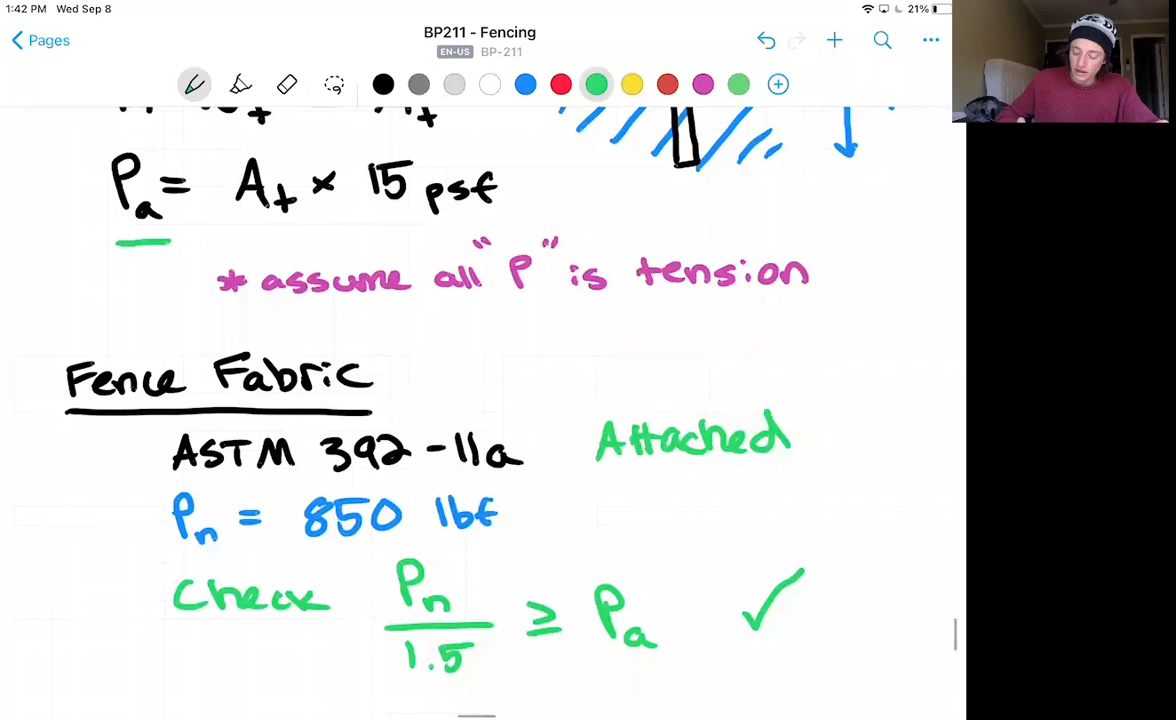 1:42 PM Wed Sep 8
21%
Pages
BP211 - Fencing
EN-US BP-211
Pa = At × 15 psf
* assume all "P" is tension
Fence Fabric
ASTM 392-11a Attached
Pn = 850 lbf
Check Pn / 1.5 ≥ Pa ✓